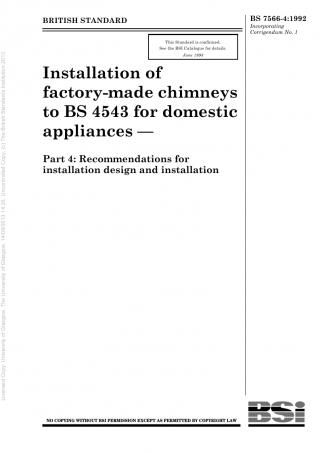 BRITISH STANDARD
BS 7566-4:1992
Incorporating
Corrigendum No. 1
This Standard is confirmed.
See the BSI Catalogue for details.
June 1998
Installation of
factory-made chimneys
to BS 4543 for domestic
appliances —
Part 4: Recommendations for
installation design and installation
Licensed Copy: University of Glasgow, The University of Glasgow, 14/03/2013 14:25, Uncontrolled Copy, (c) The British Standards Institution 2013
NO COPYING WITHOUT BSI PERMISSION EXCEPT AS PERMITTED BY COPYRIGHT LAW
BSi